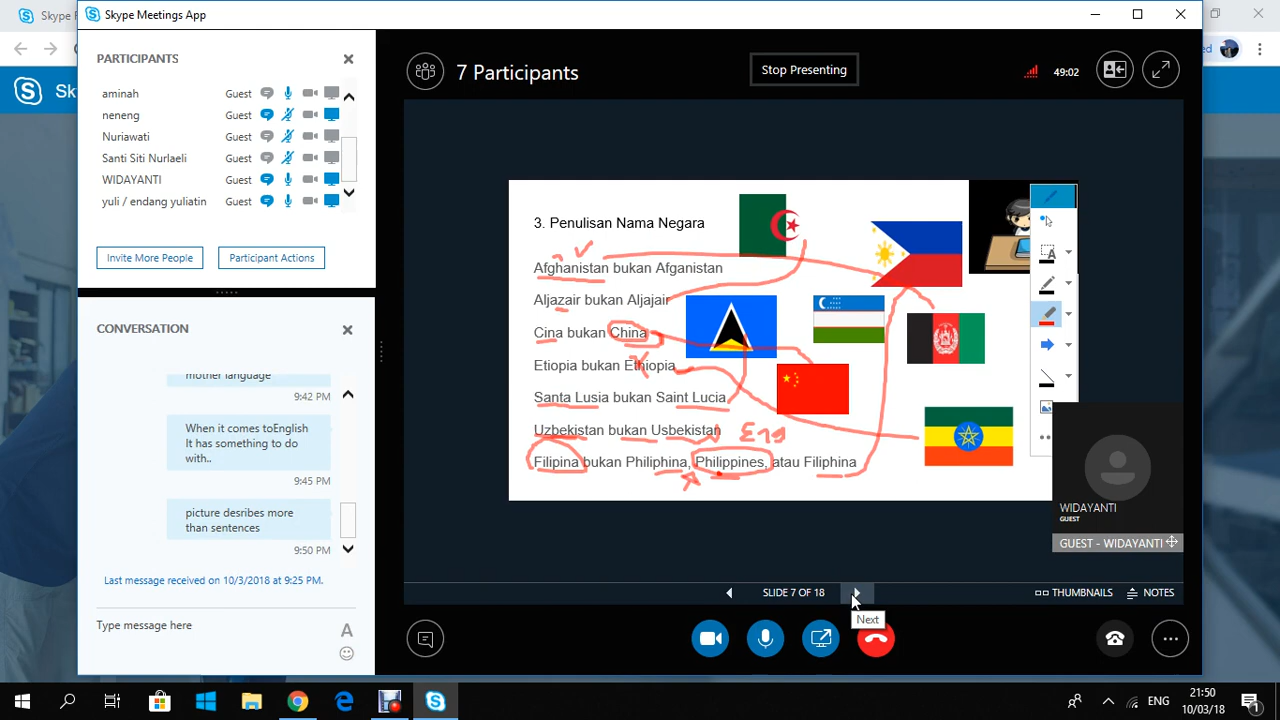 Skype
Skype Meetings App
Sk
ed
PARTICIPANTS
aminah Guest
neneng Guest
Nuriawati Guest
Santi Siti Nurlaeli Guest
WIDAYANTI Guest
yuli / endang yuliatin Guest
Invite More People
Participant Actions
CONVERSATION
mother language
9:42 PM
When it comes toEnglish
It has something to do
with..
9:45 PM
picture desribes more
than sentences
9:50 PM
Last message received on 10/3/2018 at 9:25 PM.
Type message here
7 Participants
Stop Presenting
49:02
3. Penulisan Nama Negara
Afghanistan bukan Afganistan
Aljazair bukan Aljajair
Cina bukan China
Etiopia bukan Ethiopia
Santa Lusia bukan Saint Lucia
Uzbekistan bukan Usbekistan
Filipina bukan Philiphina, Philippines, atau Filiphina
WIDAYANTI
GUEST
GUEST - WIDAYANTI
SLIDE 7 OF 18
THUMBNAILS
NOTES
Next
ENG
21:50
10/03/18
1